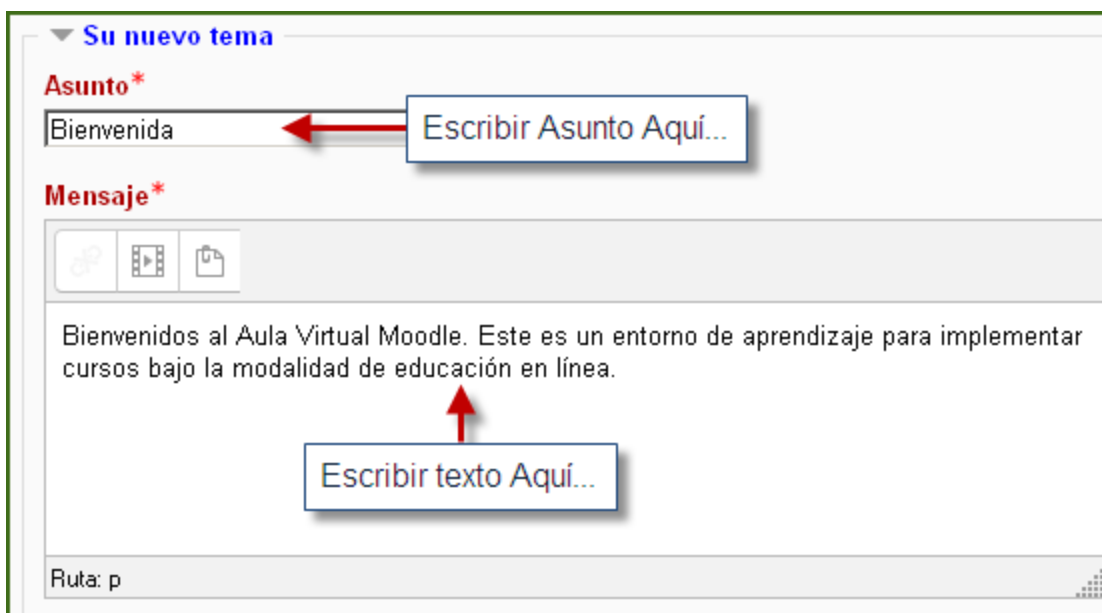 Su nuevo tema
Asunto*
Bienvenida
Escribir Asunto Aquí...
Mensaje*
Bienvenidos al Aula Virtual Moodle. Este es un entorno de aprendizaje para implementar
cursos bajo la modalidad de educación en línea.
Escribir texto Aquí...
Ruta: p